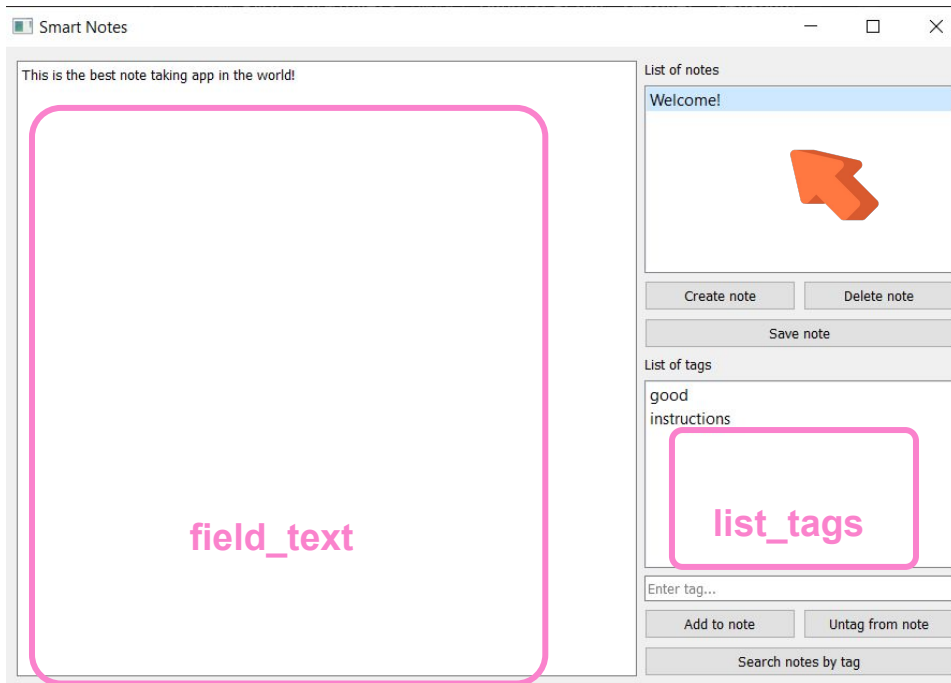 Smart Notes
This is the best note taking app in the world!
field_text
List of notes
Welcome!
Create note
Delete note
Save note
List of tags
good
instructions
list_tags
Enter tag...
Add to note
Untag from note
Search notes by tag